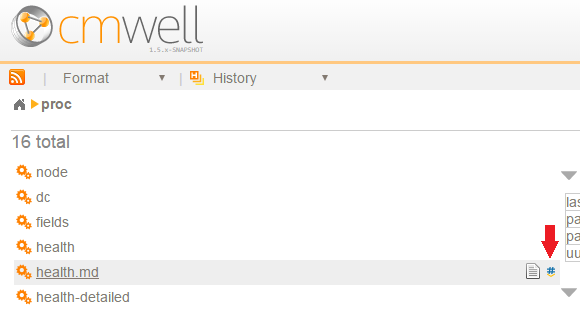 cmwell
1.5.x-SNAPSHOT
| Format ▼ | H History ▼
proc
16 total
node
dc
fields
health
health.md #
health-detailed
las
pa
pa
uu